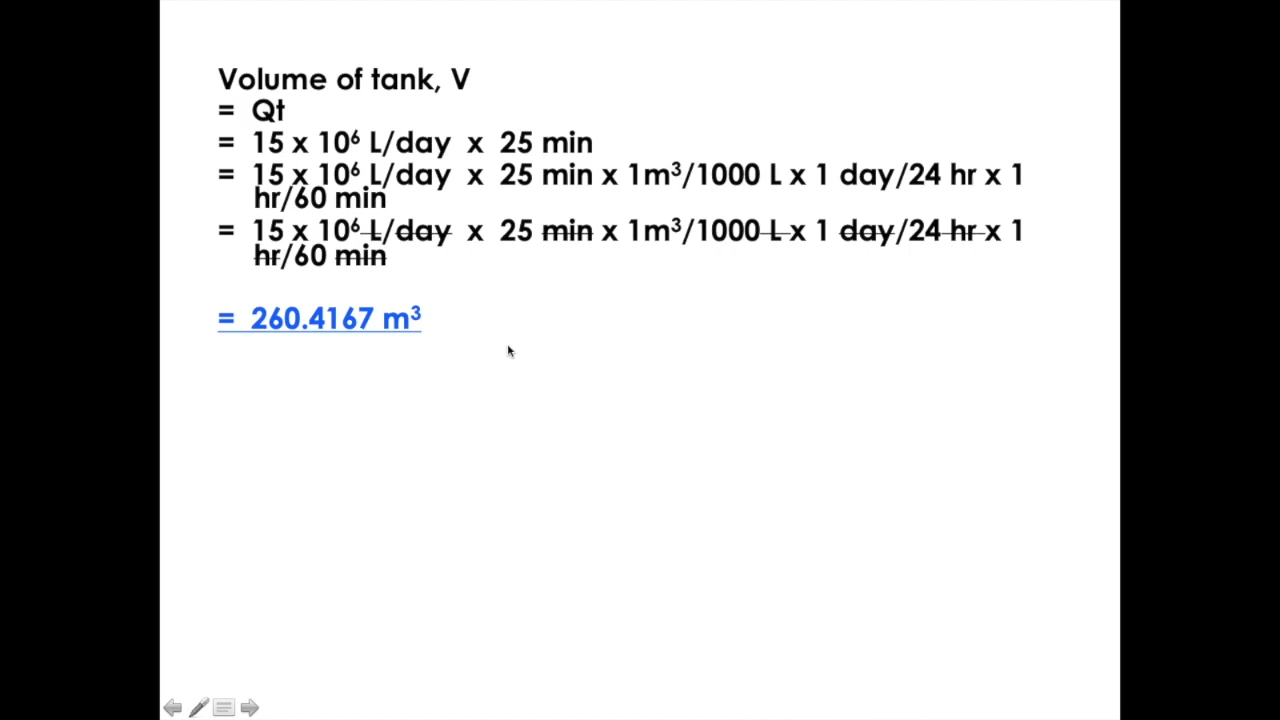 Volume of tank, V
= Qt
= 15 x 10⁶ L/day x 25 min
= 15 x 10⁶ L/day x 25 min x 1m³/1000 L x 1 day/24 hr x 1
hr/60 min
= 15 x 10⁶ L/day x 25 min x 1m³/1000 L x 1 day/24 hr x 1
hr/60 min
= 260.4167 m³